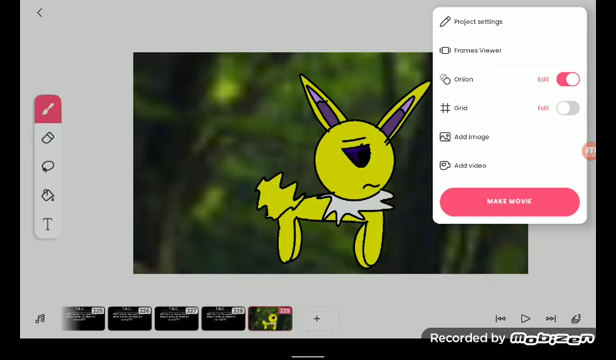 Project settings
Frames Viewer
Onion Edit
Grid Edit
Add image
Add video
MAKE MOVIE
T
225
226
227
228
229
+
Recorded by mobizen